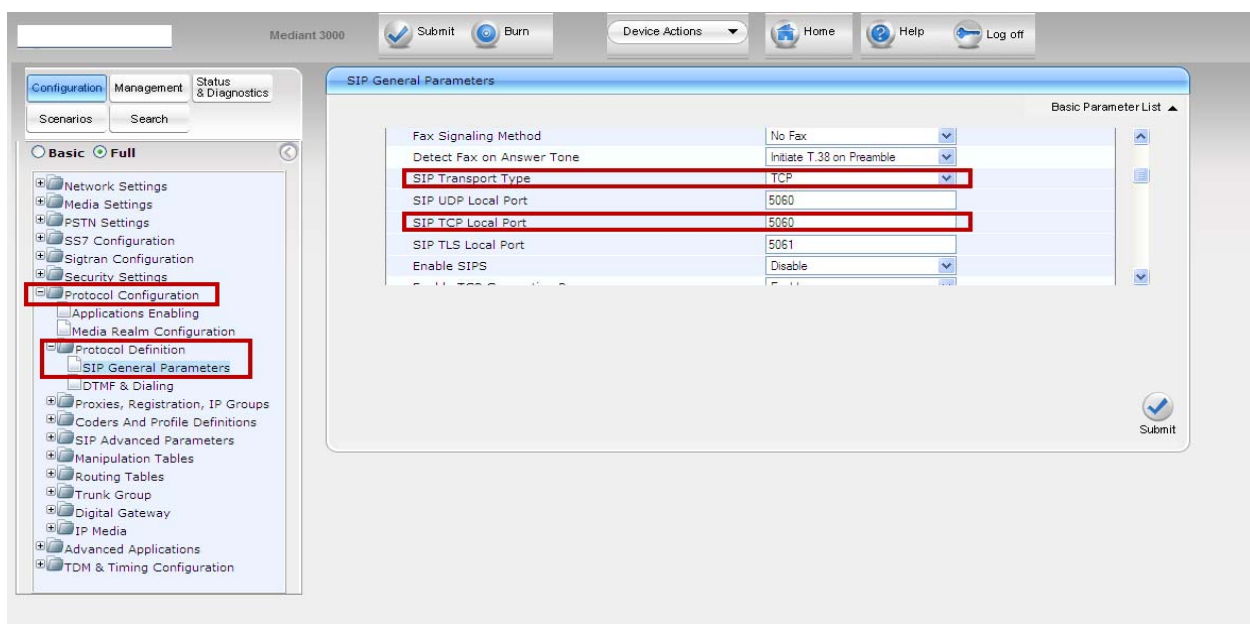 Mediant 3000
Submit
Burn
Device Actions
Home
Help
Log off
Configuration
Management
Status
& Diagnostics
Scenarios
Search
Basic
Full
Network Settings
Media Settings
PSTN Settings
SS7 Configuration
Sigtran Configuration
Security Settings
Protocol Configuration
Applications Enabling
Media Realm Configuration
Protocol Definition
SIP General Parameters
DTMF & Dialing
Proxies, Registration, IP Groups
Coders And Profile Definitions
SIP Advanced Parameters
Manipulation Tables
Routing Tables
Trunk Group
Digital Gateway
IP Media
Advanced Applications
TDM & Timing Configuration
SIP General Parameters
Basic Parameter List
Fax Signaling Method No Fax
Detect Fax on Answer Tone Initiate T.38 on Preamble
SIP Transport Type TCP
SIP UDP Local Port 5060
SIP TCP Local Port 5060
SIP TLS Local Port 5061
Enable SIPS Disable
Submit